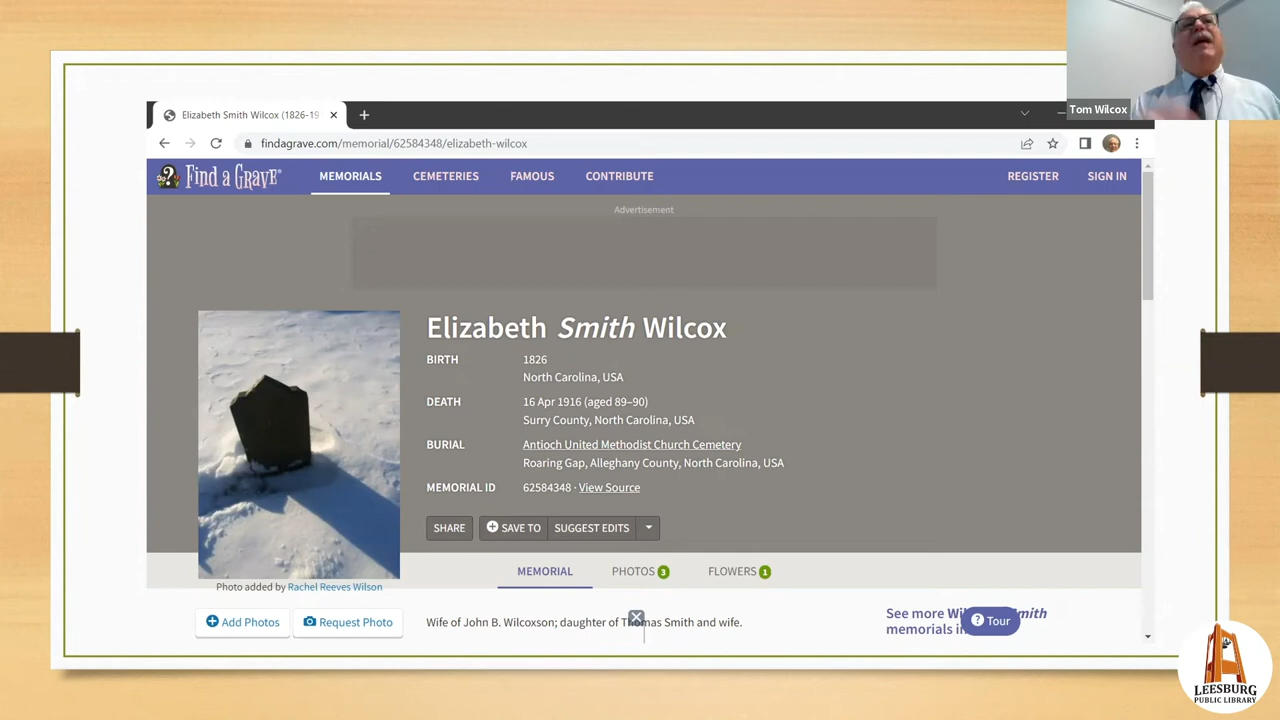 Elizabeth Smith Wilcox (1826-19
Tom Wilcox
findagrave.com/memorial/62584348/elizabeth-wilcox
Find a Grave®
MEMORIALS
CEMETERIES
FAMOUS
CONTRIBUTE
REGISTER
SIGN IN
Advertisement
Elizabeth Smith Wilcox
BIRTH
1826
North Carolina, USA
DEATH
16 Apr 1916 (aged 89–90)
Surry County, North Carolina, USA
BURIAL
Antioch United Methodist Church Cemetery
Roaring Gap, Alleghany County, North Carolina, USA
MEMORIAL ID
62584348 · View Source
SHARE
SAVE TO
SUGGEST EDITS
MEMORIAL
PHOTOS 3
FLOWERS 1
Photo added by Rachel Reeves Wilson
Add Photos
Request Photo
Wife of John B. Wilcoxson; daughter of Thomas Smith and wife.
See more
memorials
Tour
LEESBURG
PUBLIC LIBRARY